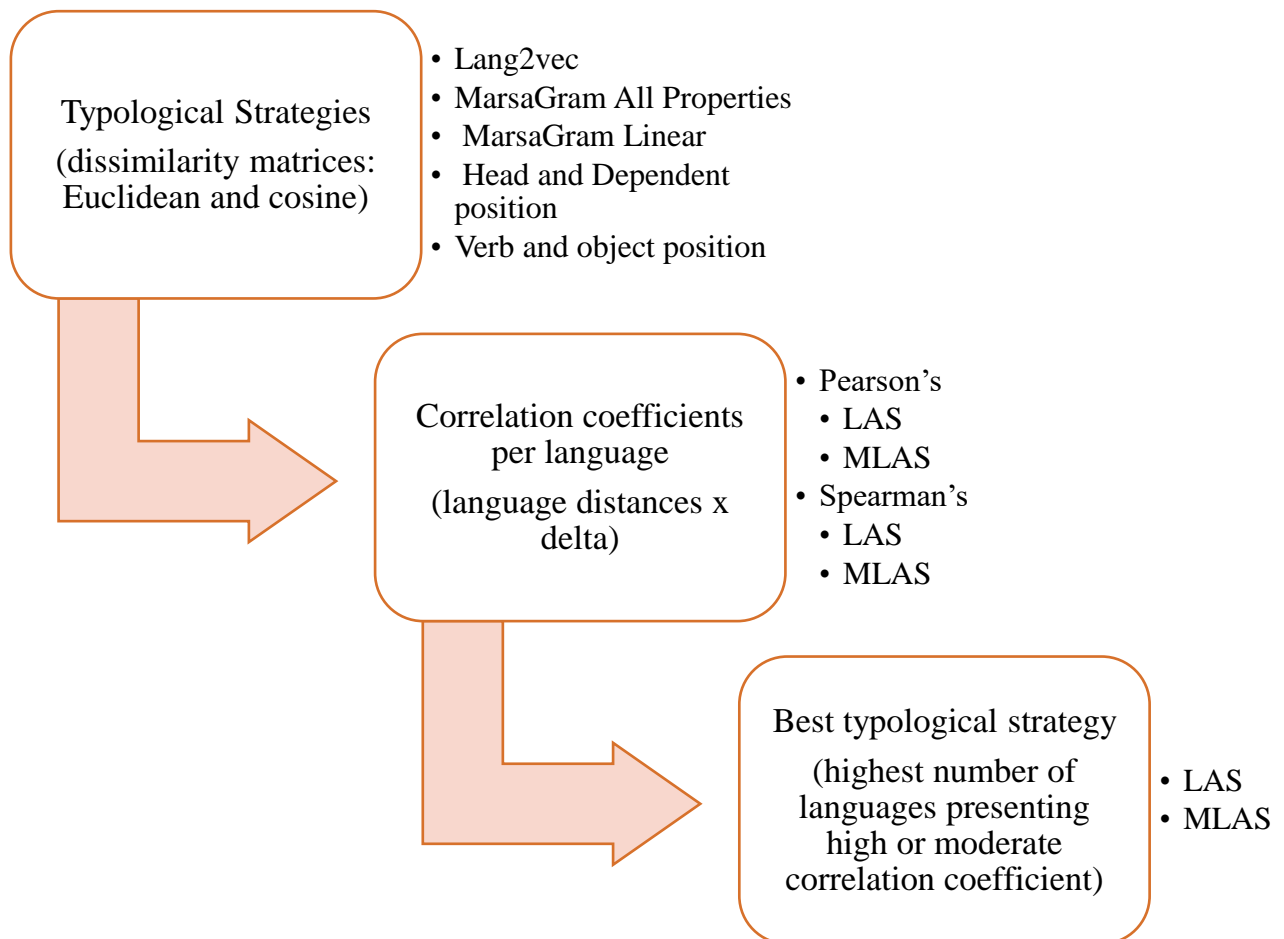 Typological Strategies
(dissimilarity matrices:
Euclidean and cosine)
• Lang2vec
• MarsaGram All Properties
• MarsaGram Linear
• Head and Dependent
position
• Verb and object position
Correlation coefficients
per language
(language distances x
delta)
• Pearson’s
• LAS
• MLAS
• Spearman’s
• LAS
• MLAS
Best typological strategy
(highest number of
languages presenting
high or moderate
correlation coefficient)
• LAS
• MLAS